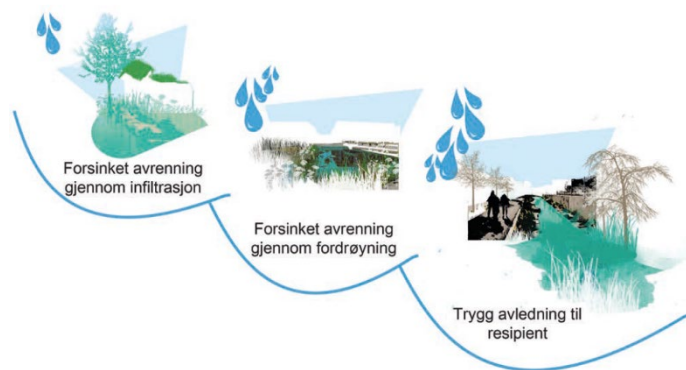 Forsinket avrenning
gjennom infiltrasjon
Forsinket avrenning
gjennom fordrøyning
Trygg avledning til
resipient